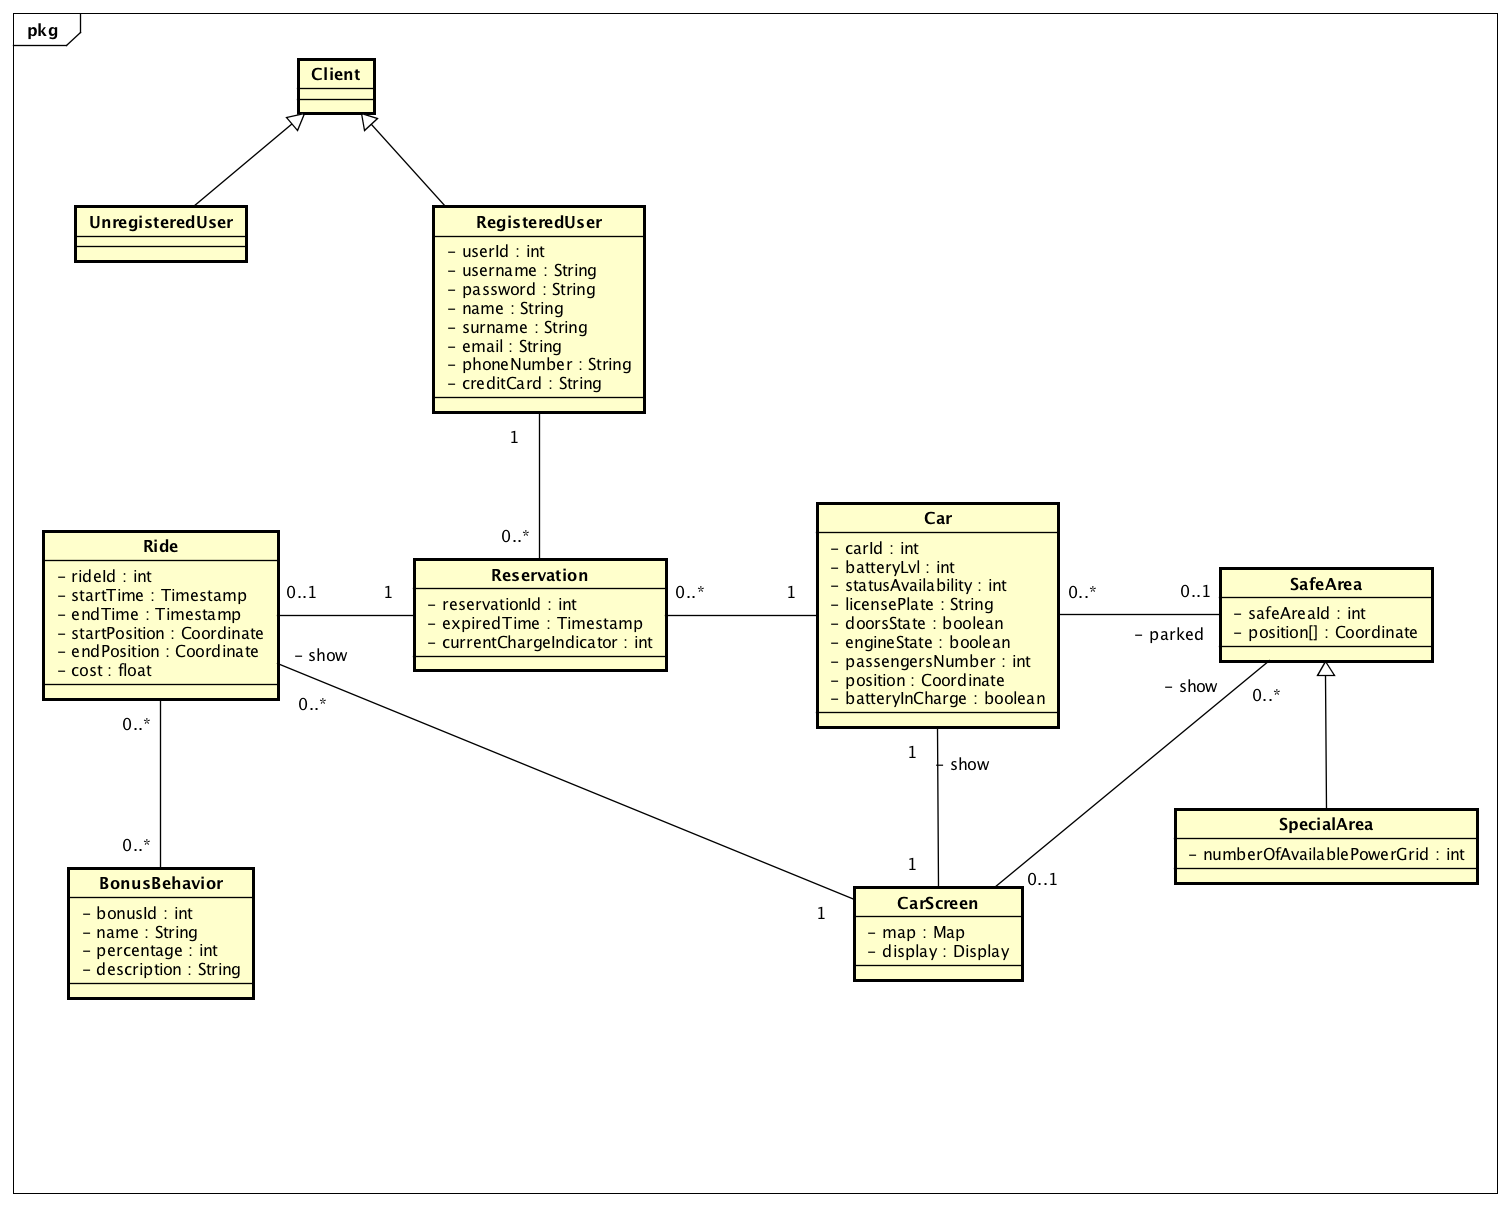 pkg
Client
UnregisteredUser
RegisteredUser
- userId : int
- username : String
- password : String
- name : String
- surname : String
- email : String
- phoneNumber : String
- creditCard : String
1
0..*
Ride
- rideId : int
- startTime : Timestamp
- endTime : Timestamp
- startPosition : Coordinate
- endPosition : Coordinate
- cost : float
0..1
1
- show
0..*
Reservation
- reservationId : int
- expiredTime : Timestamp
- currentChargeIndicator : int
0..*
1
Car
- carId : int
- batteryLvl : int
- statusAvailability : int
- licensePlate : String
- doorsState : boolean
- engineState : boolean
- passengersNumber : int
- position : Coordinate
- batteryInCharge : boolean
0..*
0..1
- parked
SafeArea
- safeAreaId : int
- position[] : Coordinate
- show
0..*
0..*
0..*
1
- show
1
0..1
1
SpecialArea
- numberOfAvailablePowerGrid : int
BonusBehavior
- bonusId : int
- name : String
- percentage : int
- description : String
CarScreen
- map : Map
- display : Display